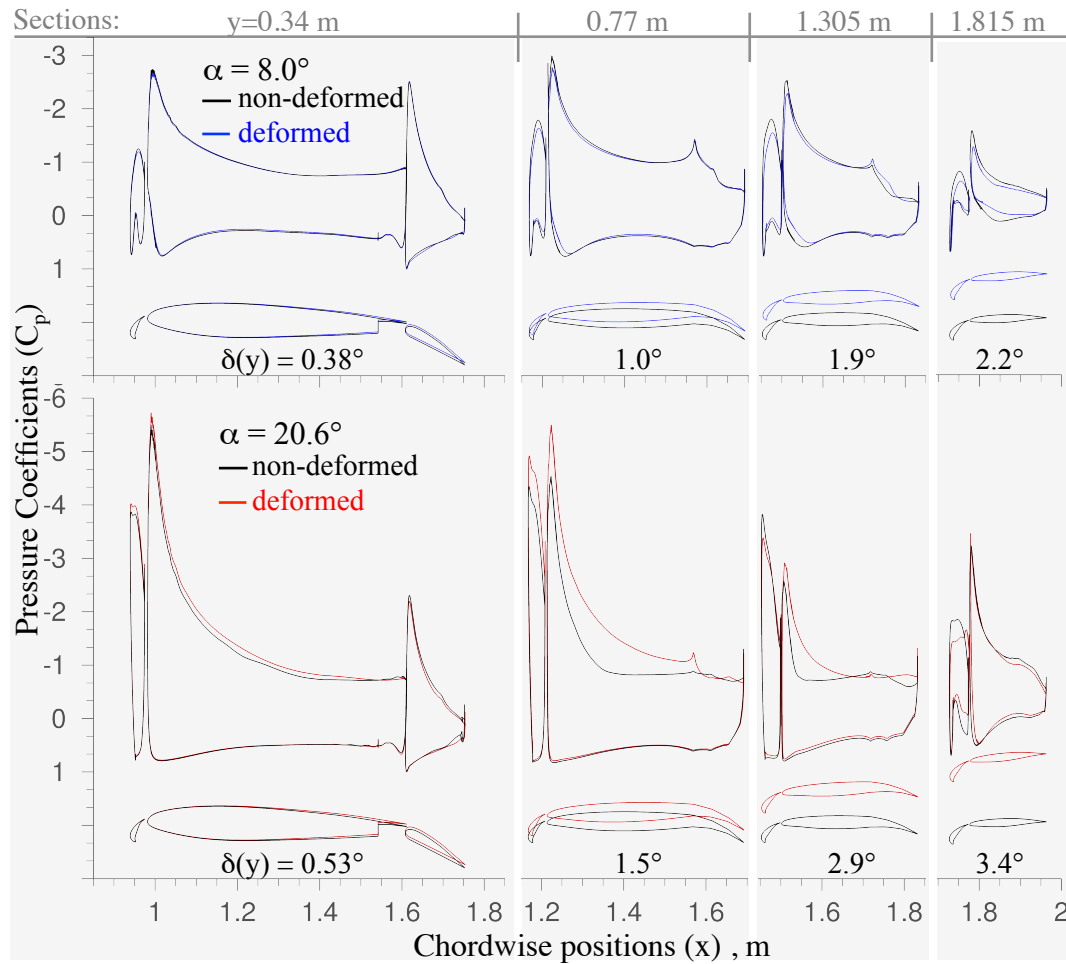 Sections: y=0.34 m 0.77 m 1.305 m 1.815 m
-3
α = 8.0°
non-deformed
-2
deformed
-1
0
1
δ(y) = 0.38° 1.0° 1.9° 2.2°
-6
α = 20.6°
-5
non-deformed
deformed
-4
-3
-2
-1
0
1
δ(y) = 0.53° 1.5° 2.9° 3.4°
1 1.2 1.4 1.6 1.8 1.2 1.4 1.6 1.6 1.8 1.8 2
Chordwise positions (x) , m
Pressure Coefficients (Cp)